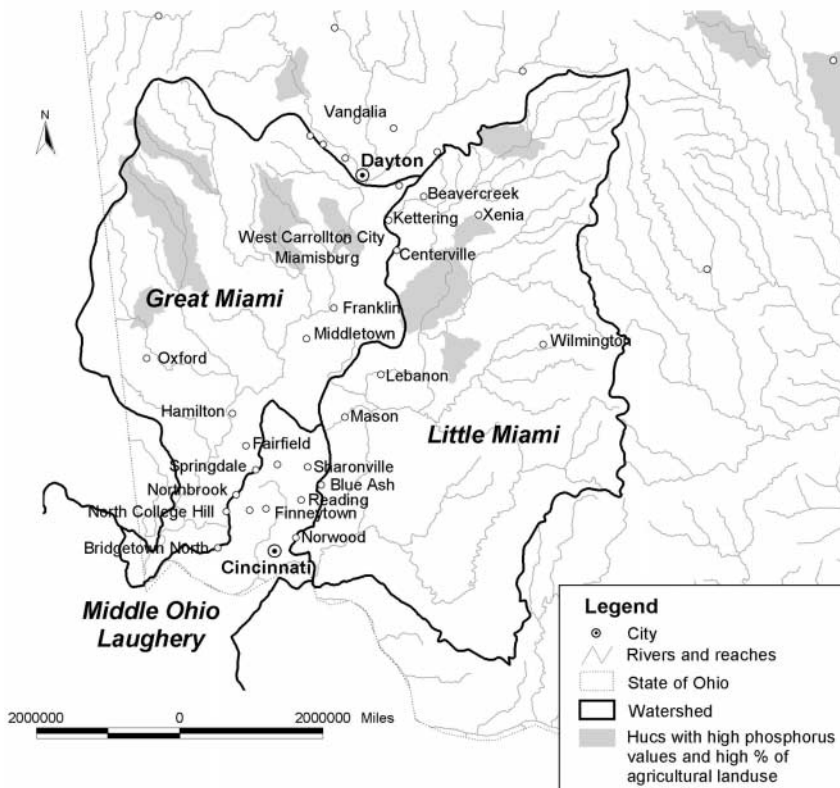 N
Vandalia
Dayton
Beavercreek
Kettering
Xenia
West Carrollton City
Miamisburg
Centerville
Great Miami
Franklin
Middletown
Oxford
Wilmington
Lebanon
Hamilton
Mason
Little Miami
Fairfield
Springdale
Sharonville
Blue Ash
Northbrook
Reading
North College Hill
Finneytown
Norwood
Bridgetown North
Cincinnati
Middle Ohio
Laughery
2000000 0 2000000 Miles
Legend
City
Rivers and reaches
State of Ohio
Watershed
Hucs with high phosphorus
values and high % of
agricultural landuse